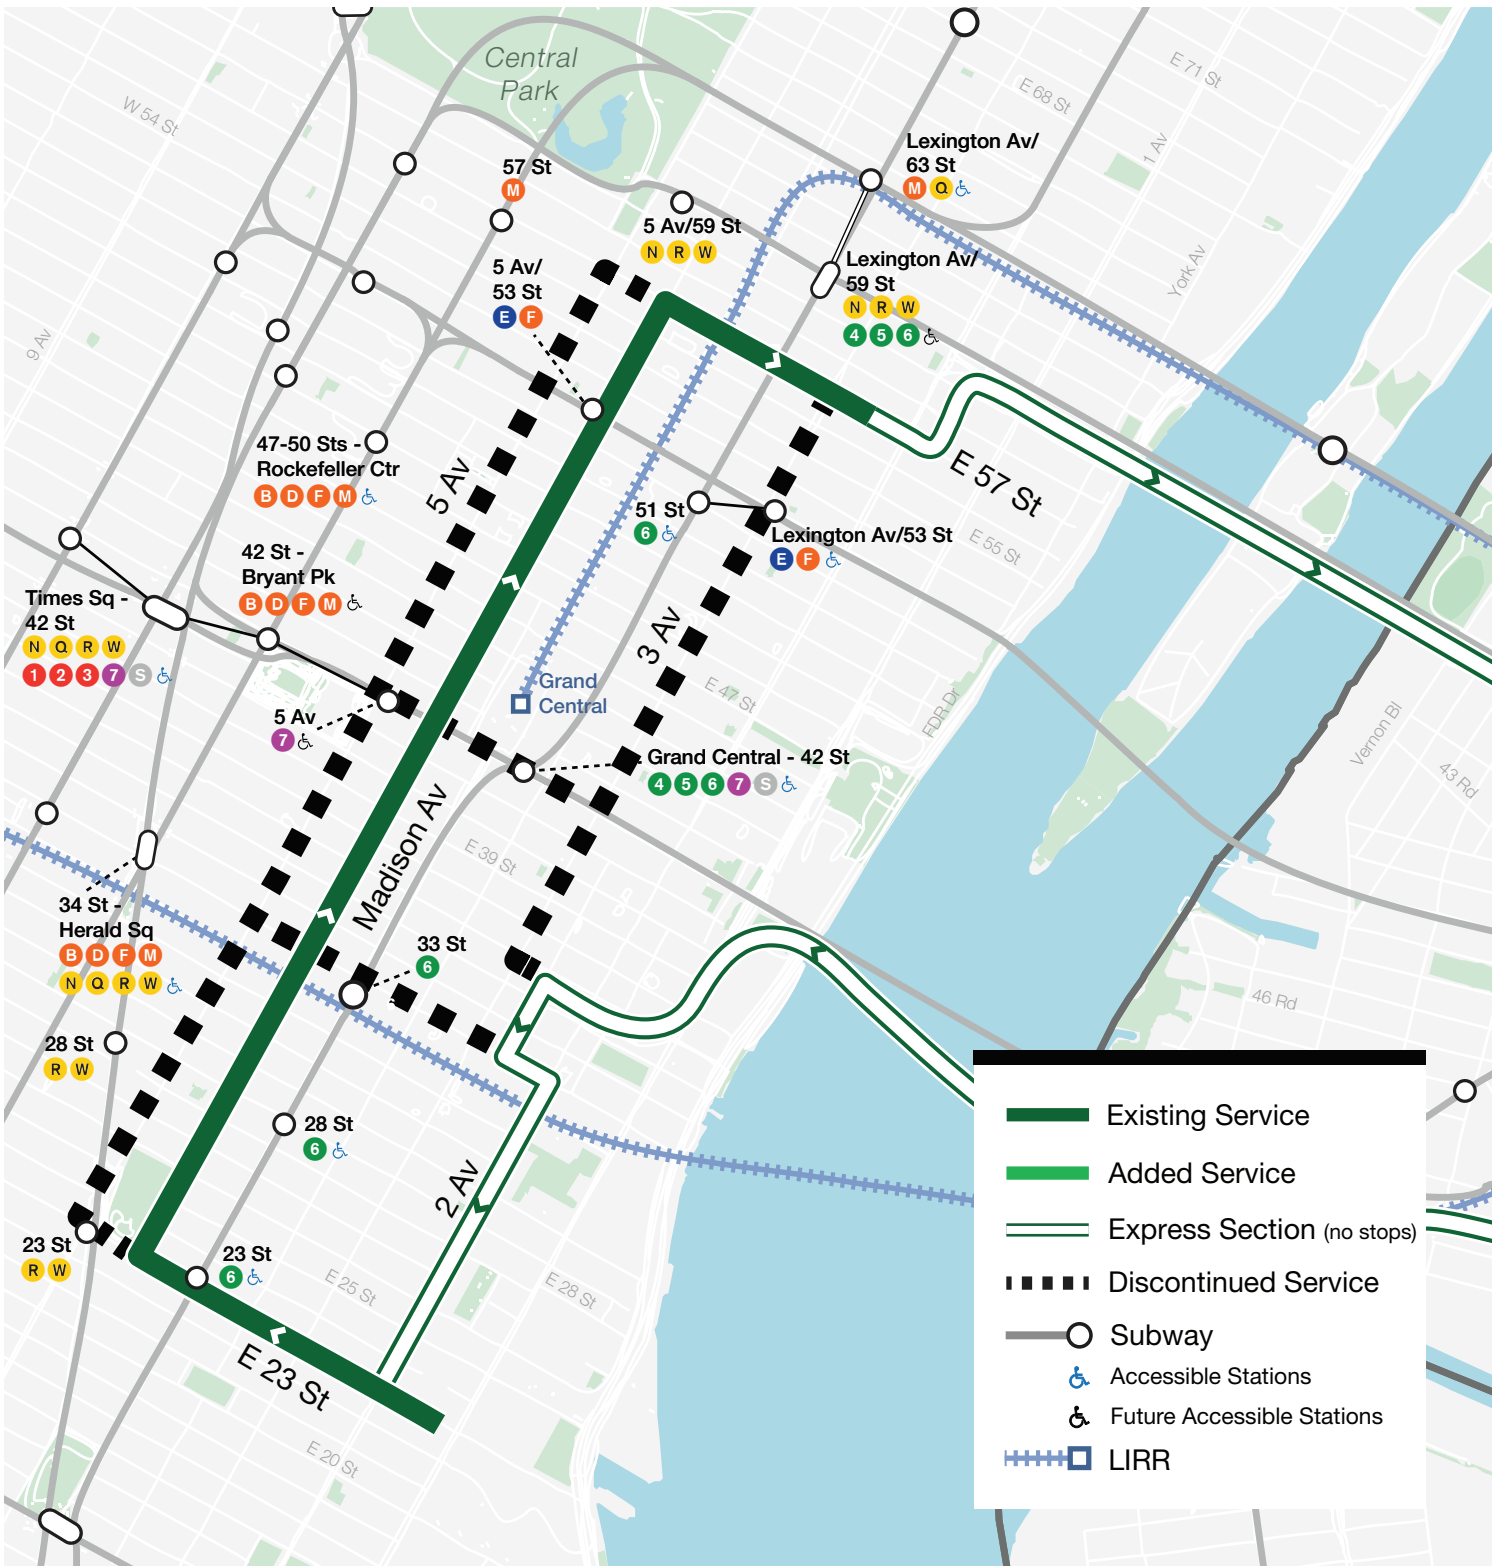 Central
Park
E 71 St
E 68 St
W 54 St
1 Av
Lexington Av/
63 St
M Q
57 St
M
5 Av/59 St
N R W
York Av
Lexington Av/
59 St
N R W
4 5 6
5 Av/
53 St
E F
9 Av
47-50 Sts -
Rockefeller Ctr
B D F M
5 Av
E 57 St
51 St
6
Lexington Av/53 St
E F
E 55 St
42 St -
Bryant Pk
B D F M
Times Sq -
42 St
N Q R W
1 2 3 7 S
3 Av
Grand
Central
E 47 St
FDR Dr
Vernon Bl
5 Av
7
Grand Central - 42 St
4 5 6 7 S
43 Rd
Madison Av
E 39 St
34 St -
Herald Sq
B D F M
N Q R W
33 St
6
46 Rd
28 St
R W
28 St
6
2 Av
23 St
R W
23 St
6
E 25 St
E 28 St
E 23 St
E 20 St
Existing Service
Added Service
Express Section (no stops)
Discontinued Service
Subway
Accessible Stations
Future Accessible Stations
LIRR